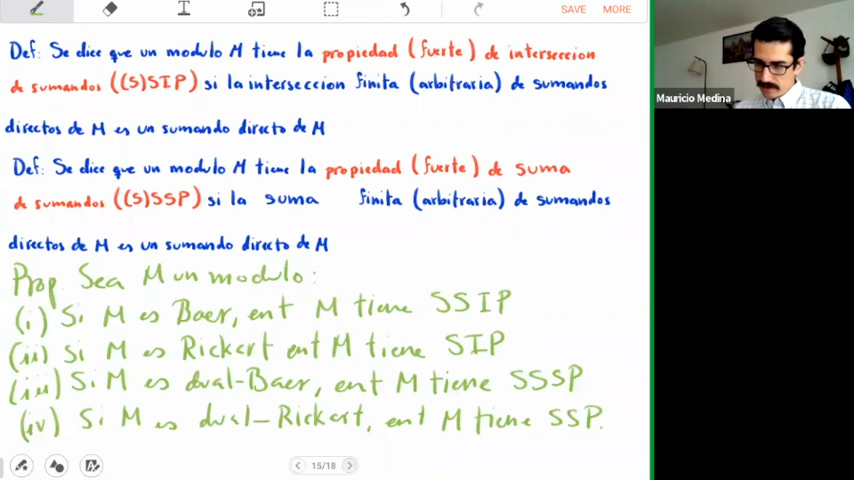 SAVE MORE
Def: Se dice que un modulo M tiene la propiedad (fuerte) de interseccion
de sumandos ((S)SIP) si la interseccion finita (arbitraria) de sumandos
directos de M es un sumando directo de M
Def: Se dice que un modulo M tiene la propiedad (fuerte) de suma
de sumandos ((S)SSP) si la suma finita (arbitraria) de sumandos
directos de M es un sumando directo de M
Prop. Sea M un modulo:
(i) Si M es Baer, ent M tiene SSIP
(ii) Si M es Rickart ent M tiene SIP
(iii) Si M es dual-Baer, ent M tiene SSSP
(iv) Si M es dual-Rickart, ent M tiene SSP.
15/18
Mauricio Medina